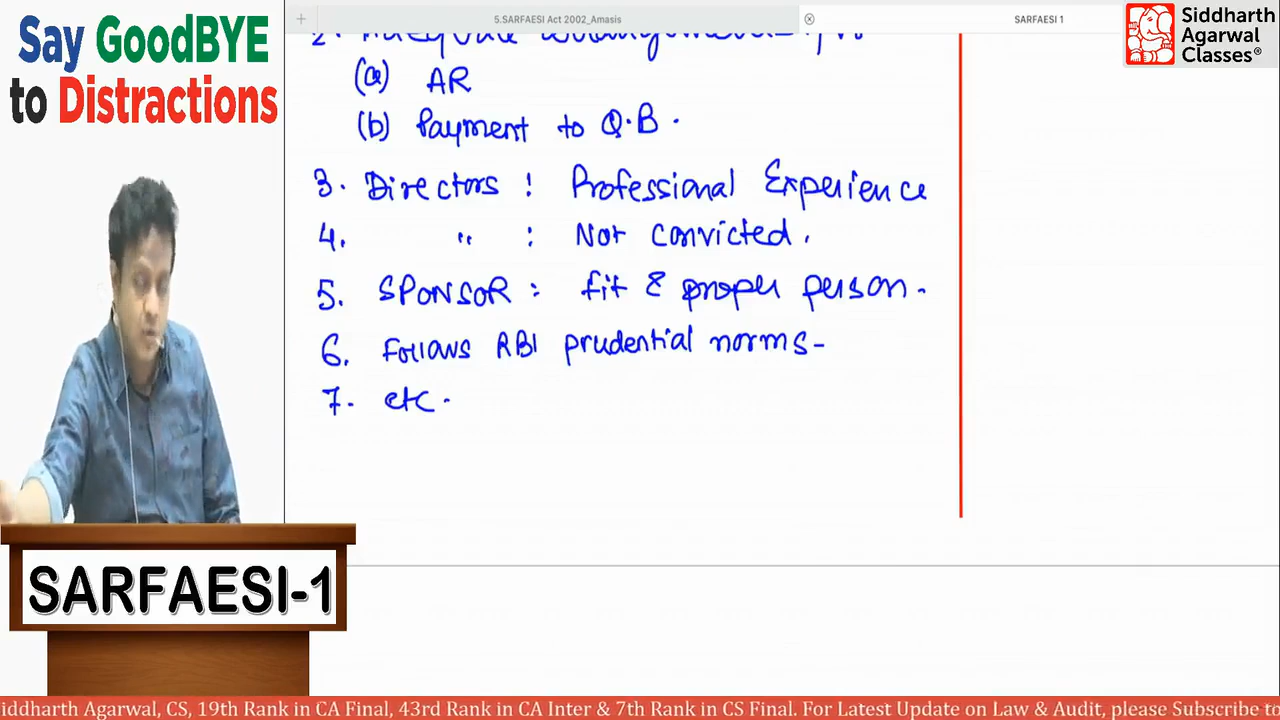 Say GoodBYE
to Distractions
5.SARFAESI Act 2002_Amasis
SARFAESI 1
Siddharth
Agarwal
Classes®
2. Adequate arrangements
(a) AR
(b) Payment to Q.B.
3. Directors : Professional Experience
4. " : Not convicted.
5. SPONSOR : fit & proper person.
6. Follows RBI prudential norms-
7. etc.
SARFAESI-1
iddharth Agarwal, CS, 19th Rank in CA Final, 43rd Rank in CA Inter & 7th Rank in CS Final. For Latest Update on Law & Audit, please Subscribe to